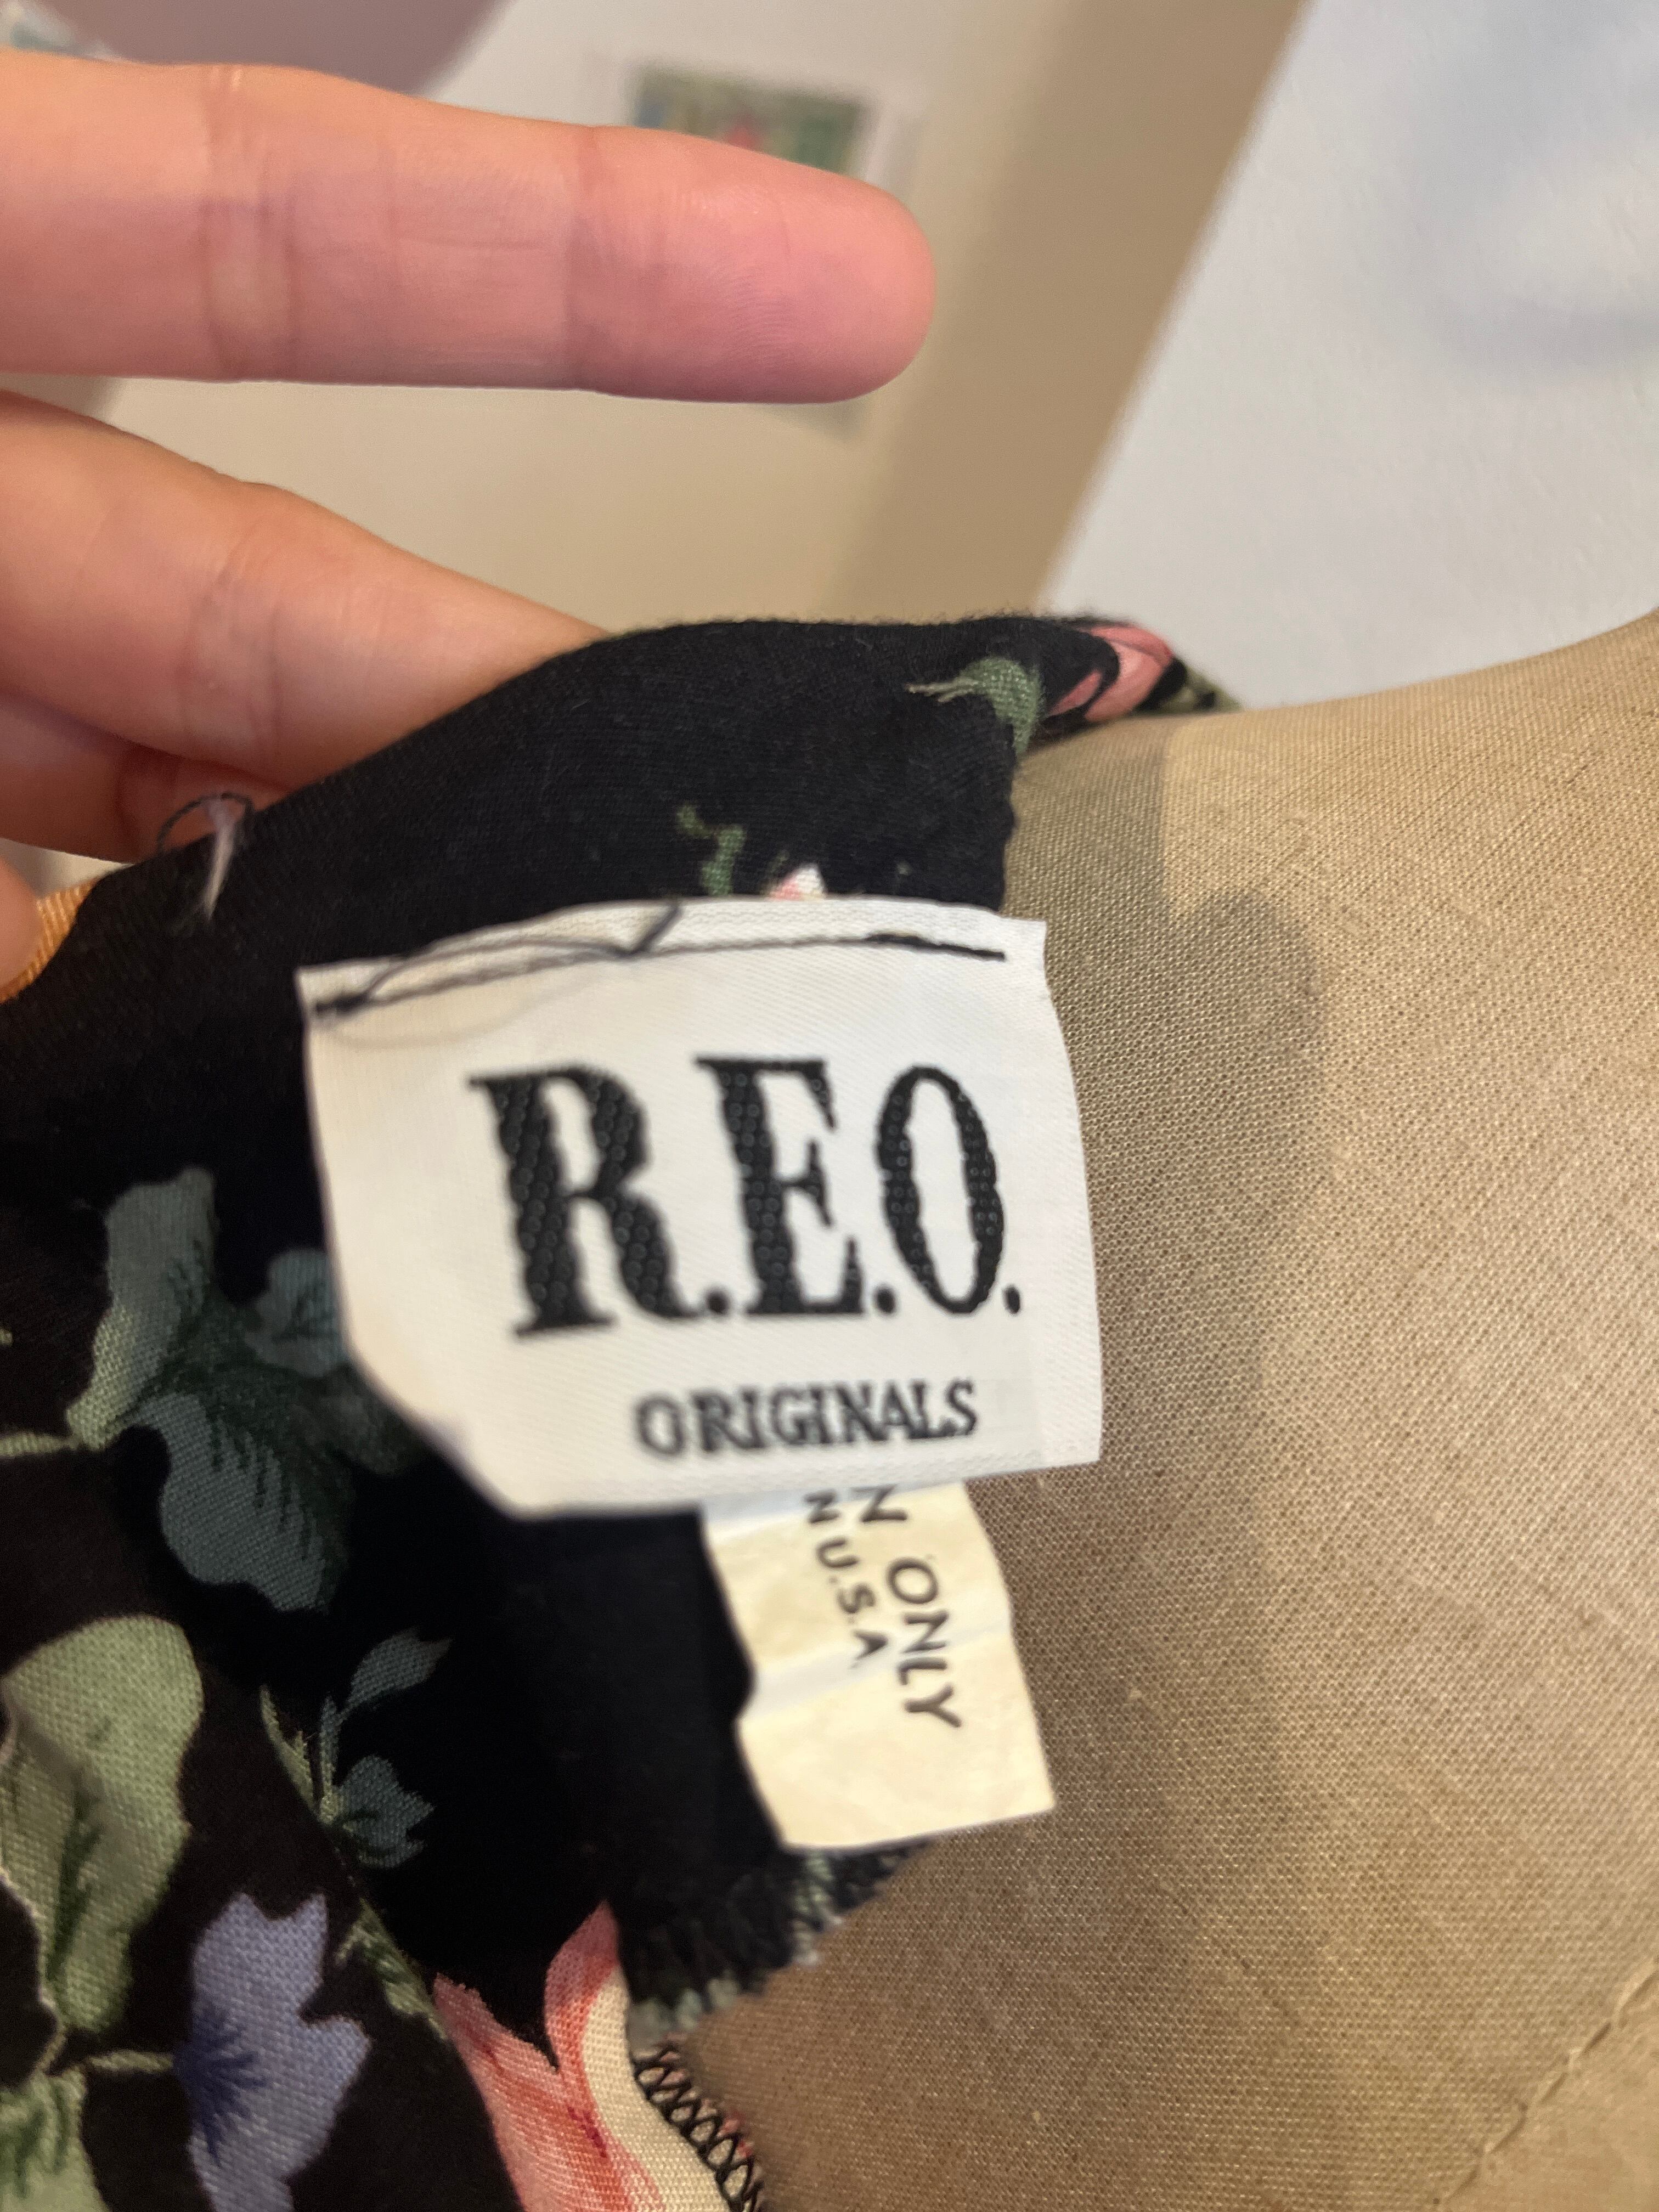 R.E.O.
ORIGINALS
N ONLY
N U.S.A